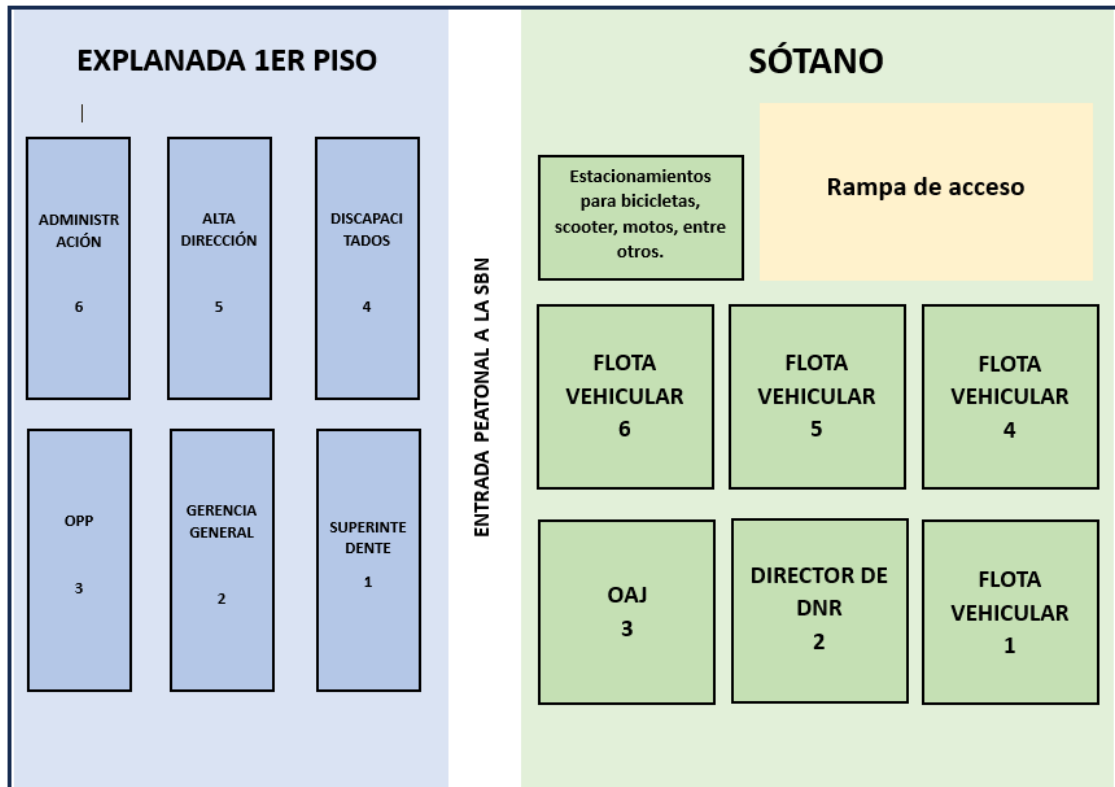 EXPLANADA 1ER PISO
ADMINISTR
ACIÓN
6
ALTA
DIRECCIÓN
5
DISCAPACI
TADOS
4
OPP
3
GERENCIA
GENERAL
2
SUPERINTE
DENTE
1
ENTRADA PEATONAL A LA SBN
SÓTANO
Estacionamientos
para bicicletas,
scooter, motos, entre
otros.
Rampa de acceso
FLOTA
VEHICULAR
6
FLOTA
VEHICULAR
5
FLOTA
VEHICULAR
4
OAJ
3
DIRECTOR DE
DNR
2
FLOTA
VEHICULAR
1